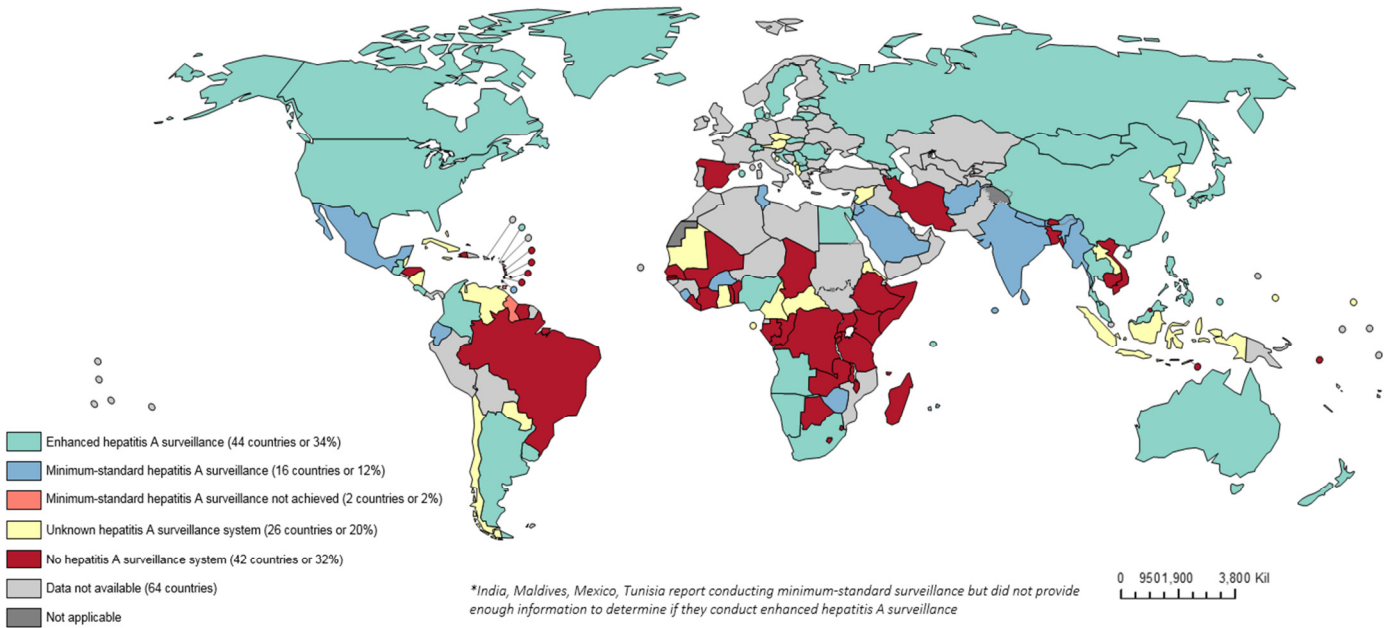 Enhanced hepatitis A surveillance (44 countries or 34%)
Minimum-standard hepatitis A surveillance (16 countries or 12%)
Minimum-standard hepatitis A surveillance not achieved (2 countries or 2%)
Unknown hepatitis A surveillance system (26 countries or 20%)
No hepatitis A surveillance system (42 countries or 32%)
Data not available (64 countries)
Not applicable
*India, Maldives, Mexico, Tunisia report conducting minimum-standard surveillance but did not provide
enough information to determine if they conduct enhanced hepatitis A surveillance
0 9501,900 3,800 Kil